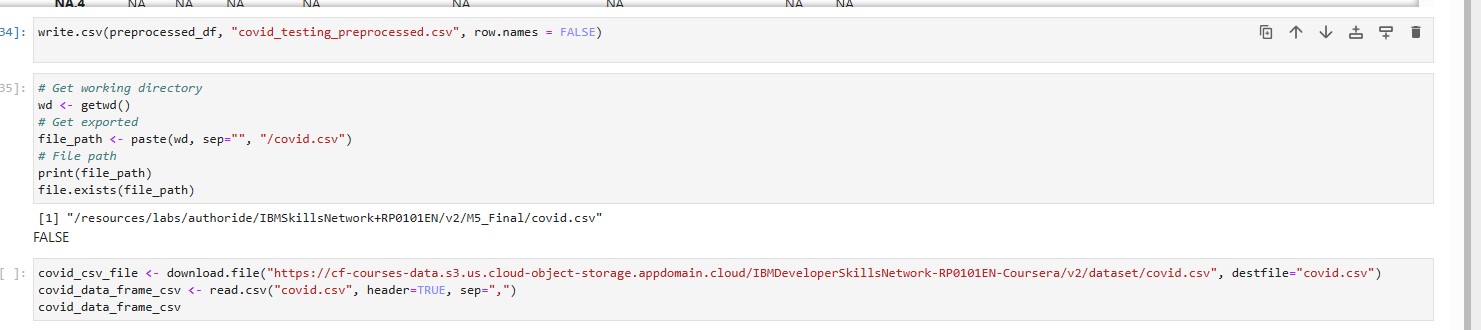 NA.4 NA NA NA NA NA NA NA NA
34]: write.csv(preprocessed_df, "covid_testing_preprocessed.csv", row.names = FALSE)
35]: # Get working directory
wd <- getwd()
# Get exported
file_path <- paste(wd, sep="", "/covid.csv")
# File path
print(file_path)
file.exists(file_path)
[1] "/resources/labs/authoride/IBMSkillsNetwork+RP0101EN/v2/M5_Final/covid.csv"
FALSE
[ ]: covid_csv_file <- download.file("https://cf-courses-data.s3.us.cloud-object-storage.appdomain.cloud/IBMDeveloperSkillsNetwork-RP0101EN-Coursera/v2/dataset/covid.csv", destfile="covid.csv")
covid_data_frame_csv <- read.csv("covid.csv", header=TRUE, sep=",")
covid_data_frame_csv